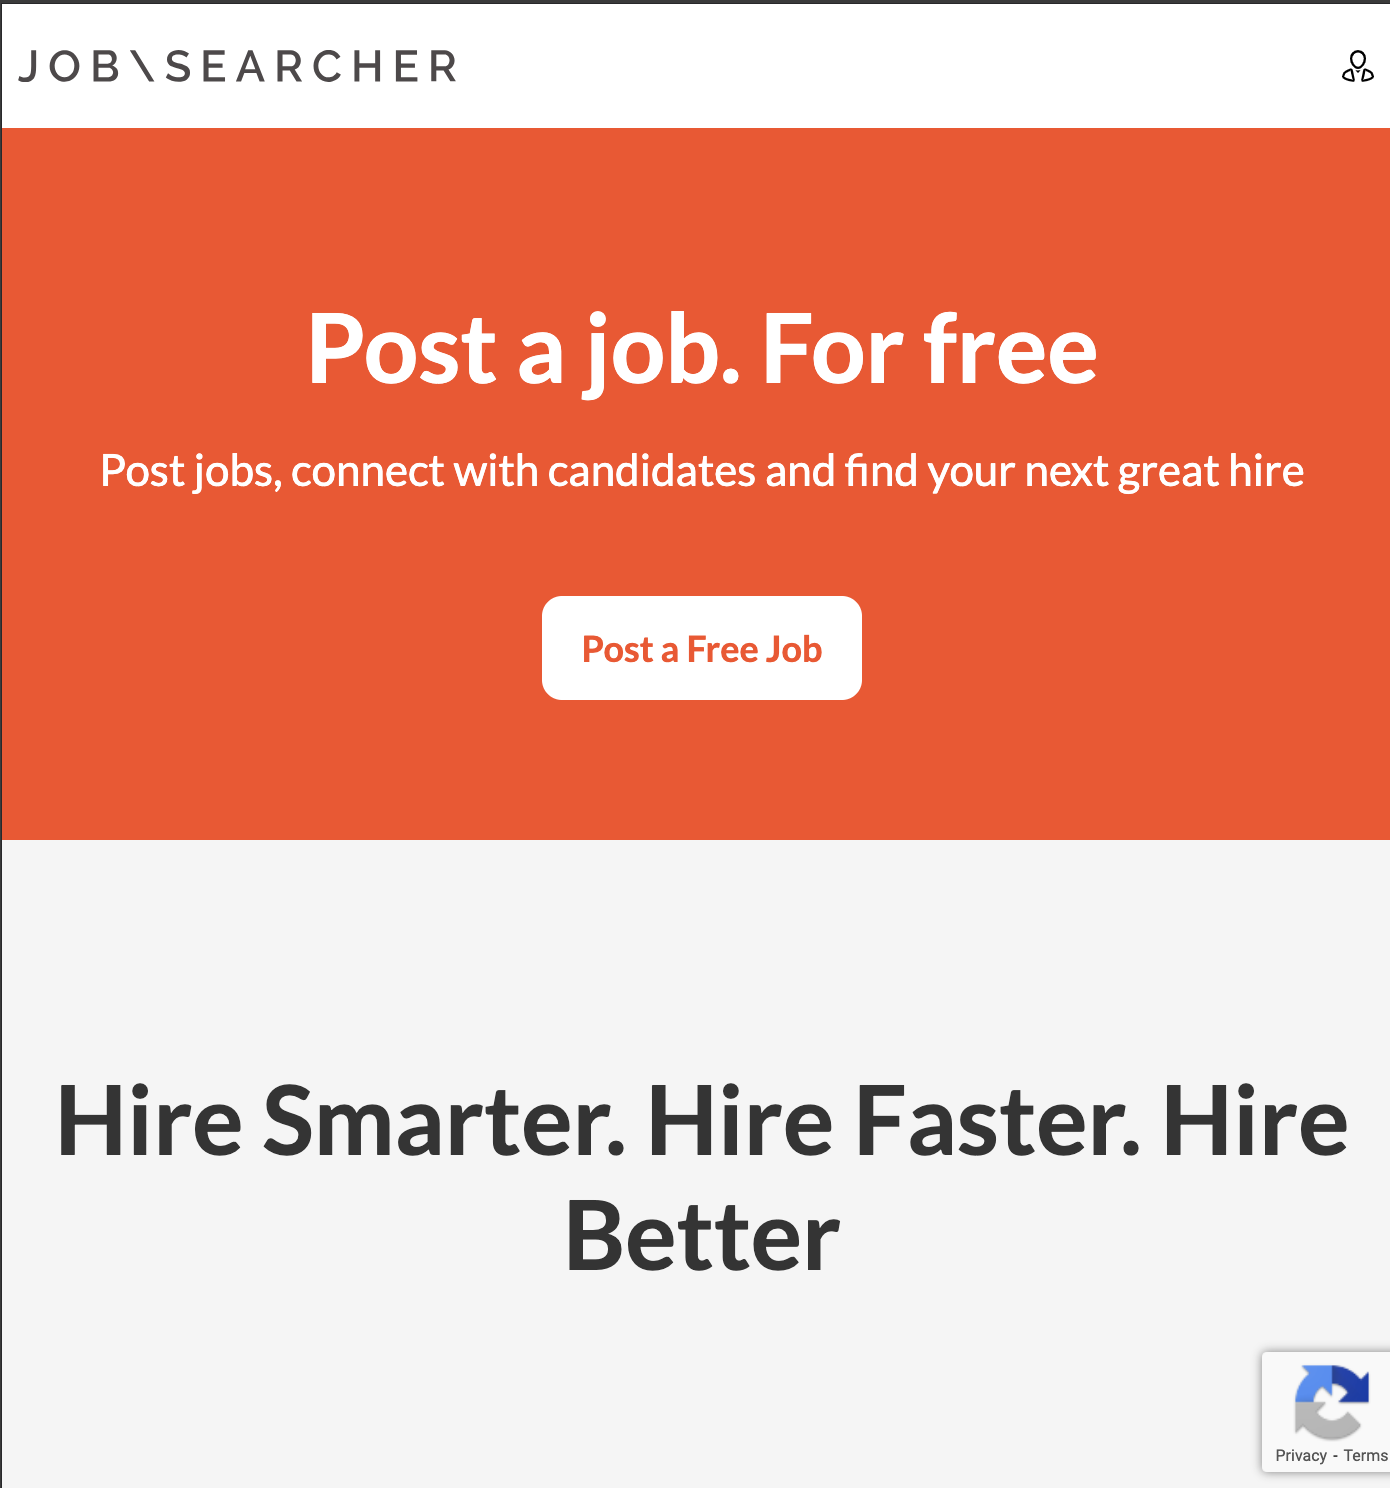 JOB\SEARCHER
Post a job. For free
Post jobs, connect with candidates and find your next great hire
Post a Free Job
Hire Smarter. Hire Faster. Hire
Better
Privacy - Terms